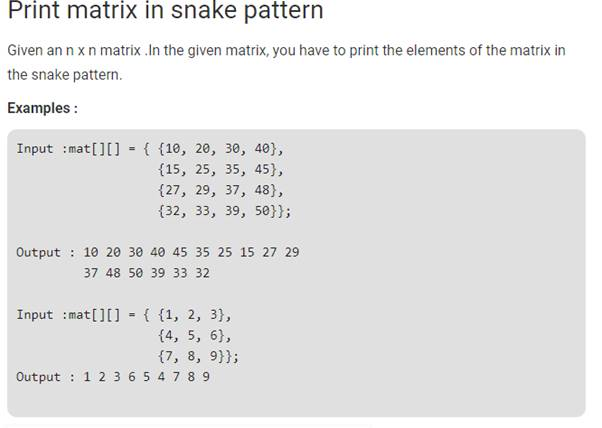 Print matrix in snake pattern
Given an n x n matrix .In the given matrix, you have to print the elements of the matrix in
the snake pattern.
Examples :
Input :mat[][] = { {10, 20, 30, 40},
{15, 25, 35, 45},
{27, 29, 37, 48},
{32, 33, 39, 50}};
Output : 10 20 30 40 45 35 25 15 27 29
37 48 50 39 33 32
Input :mat[][] = { {1, 2, 3},
{4, 5, 6},
{7, 8, 9}};
Output : 1 2 3 6 5 4 7 8 9